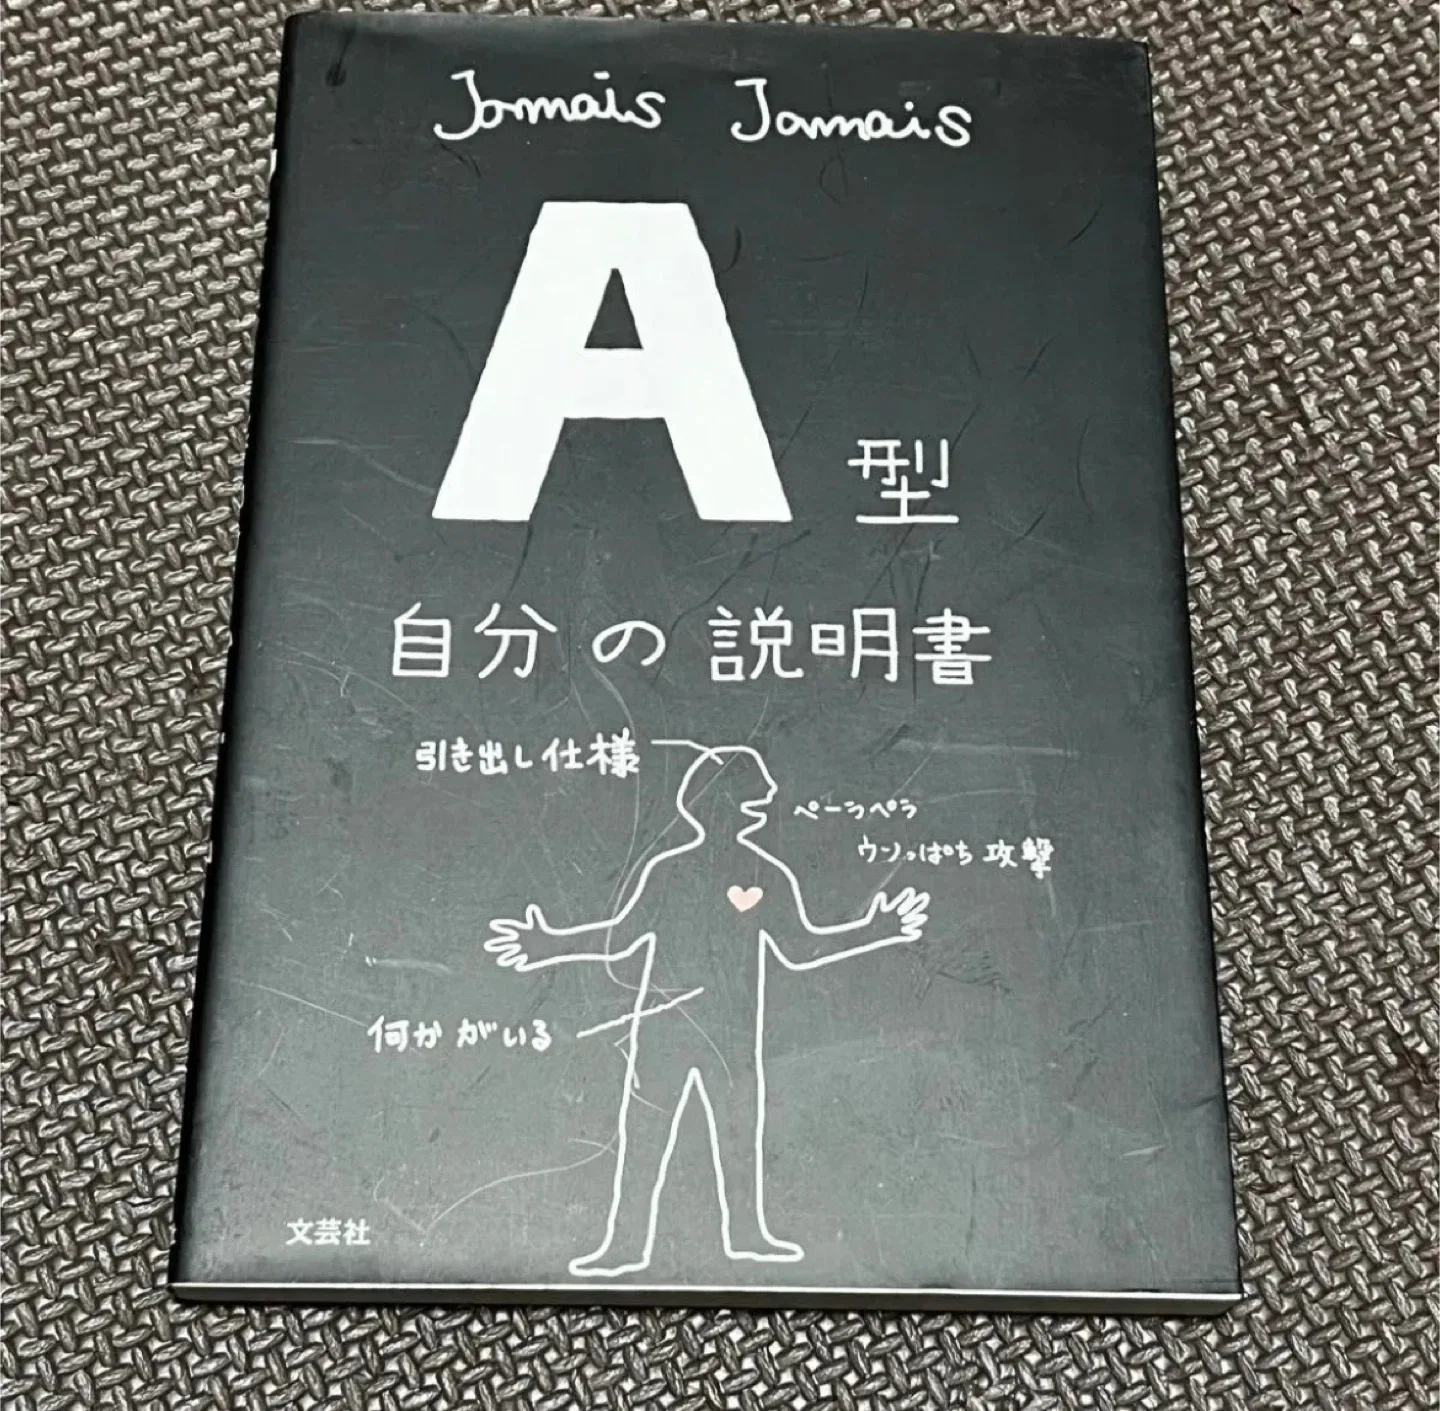 Jamais Jamais
A型
自分の説明書
引き出し仕様
ペーラペラ
ウソっぱち攻撃
何かがいる
文芸社